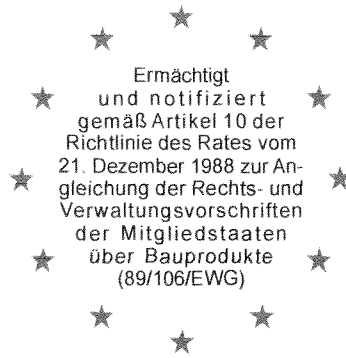 Ermächtigt
und notifiziert
gemäß Artikel 10 der
Richtlinie des Rates vom
21. Dezember 1988 zur An-
gleichung der Rechts- und
Verwaltungsvorschriften
der Mitgliedstaaten
über Bauprodukte
(89/106/EWG)